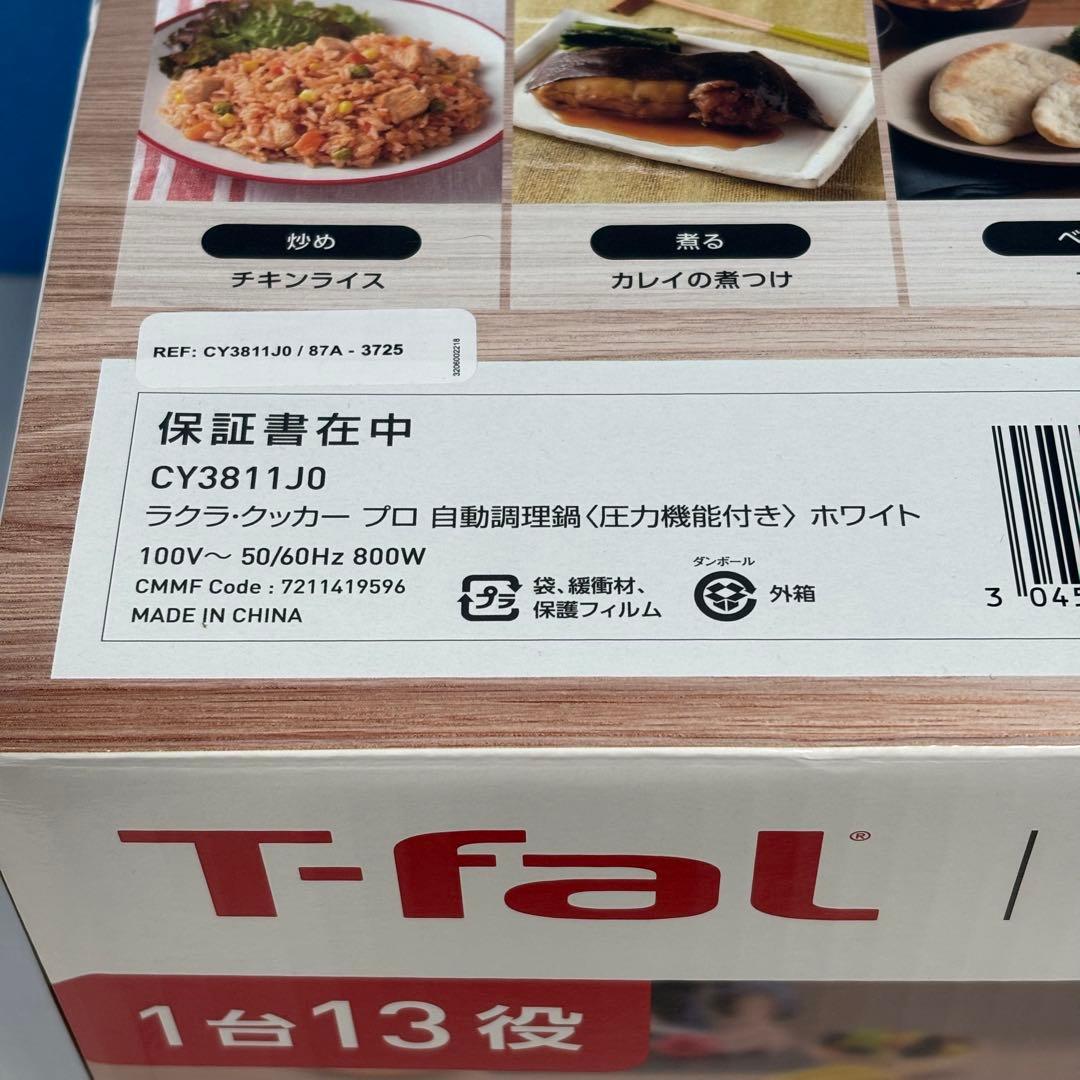 炒め
チキンライス
煮る
カレイの煮つけ
ベ
REF: CY3811J0 / 87A - 3725
3206002218
保証書在中
CY3811J0
ラクラ・クッカー プロ 自動調理鍋〈圧力機能付き〉 ホワイト
100V〜 50/60Hz 800W
CMMF Code : 7211419596
MADE IN CHINA
プラ
袋、緩衝材、
保護フィルム
ダンボール
外箱
3 045
T-fal®
1台13役